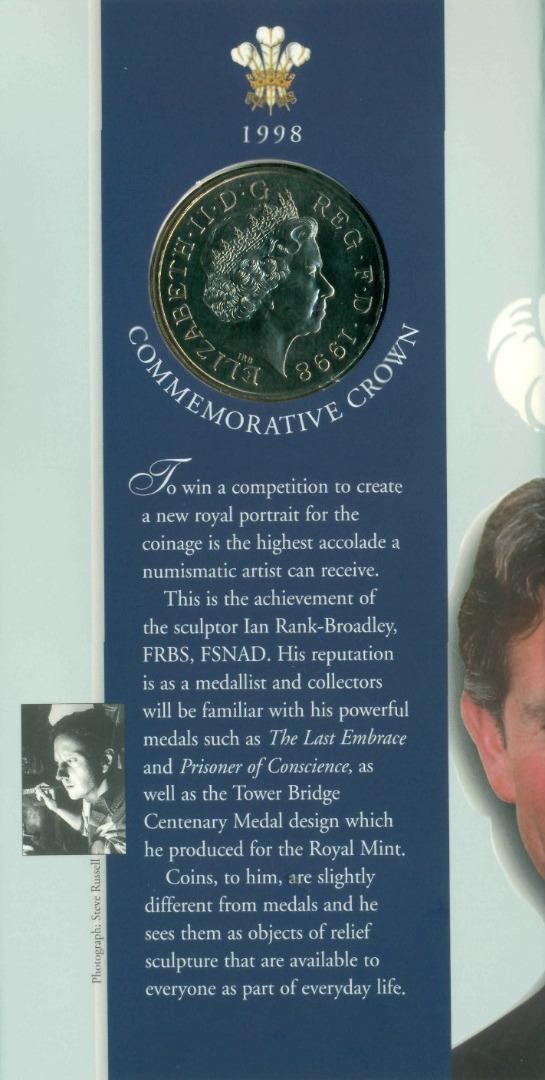 1998
ELIZABETH·II·D·G REG·F·D·1998
IRB
COMMEMORATIVE CROWN
To win a competition to create
a new royal portrait for the
coinage is the highest accolade a
numismatic artist can receive.
This is the achievement of
the sculptor Ian Rank-Broadley,
FRBS, FSNAD. His reputation
is as a medallist and collectors
will be familiar with his powerful
medals such as The Last Embrace
and Prisoner of Conscience, as
well as the Tower Bridge
Centenary Medal design which
he produced for the Royal Mint.
Coins, to him, are slightly
different from medals and he
sees them as objects of relief
sculpture that are available to
everyone as part of everyday life.
Photograph: Steve Russell